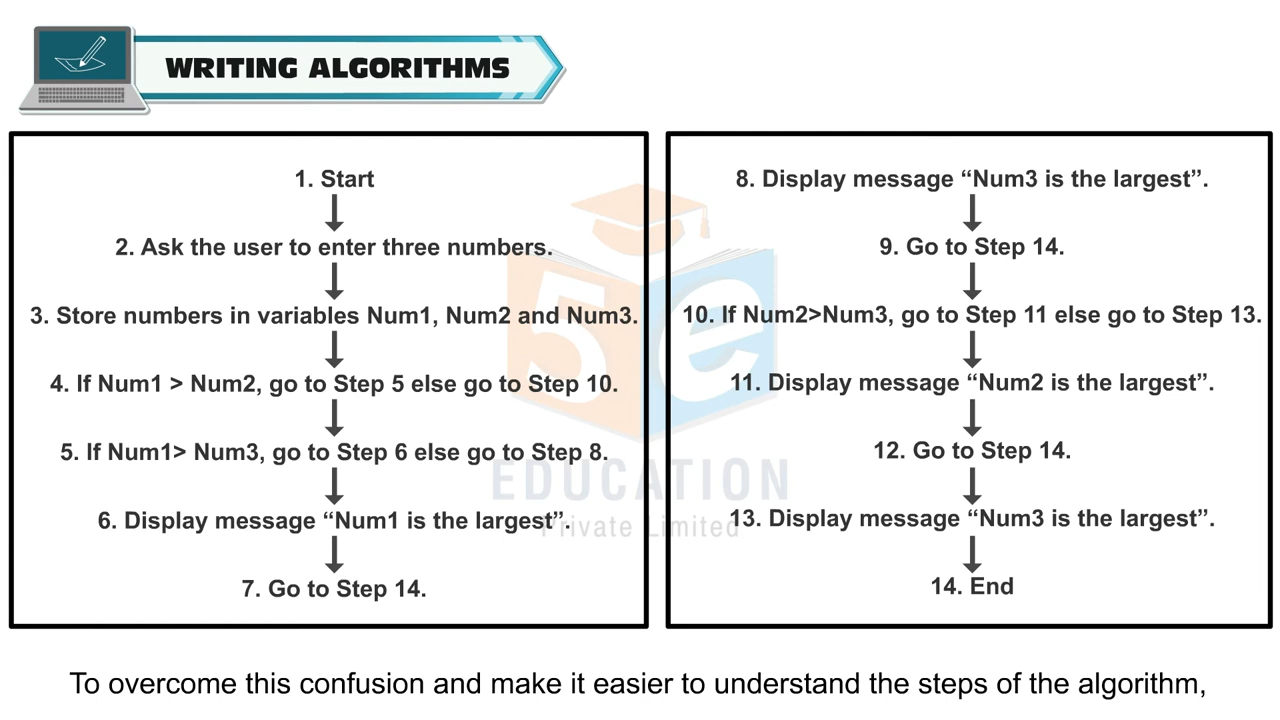 WRITING ALGORITHMS
1. Start
2. Ask the user to enter three numbers.
3. Store numbers in variables Num1, Num2 and Num3.
4. If Num1 > Num2, go to Step 5 else go to Step 10.
5. If Num1> Num3, go to Step 6 else go to Step 8.
6. Display message “Num1 is the largest”.
7. Go to Step 14.
8. Display message “Num3 is the largest”.
9. Go to Step 14.
10. If Num2>Num3, go to Step 11 else go to Step 13.
11. Display message “Num2 is the largest”.
12. Go to Step 14.
13. Display message “Num3 is the largest”.
14. End
5e
EDUCATION
Private Limited
To overcome this confusion and make it easier to understand the steps of the algorithm,